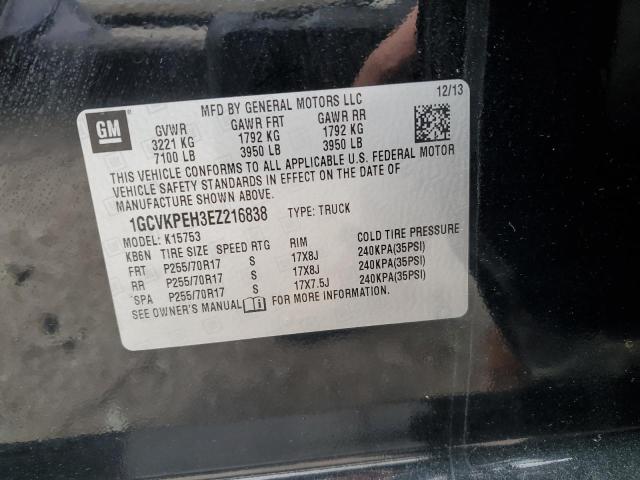 MFD BY GENERAL MOTORS LLC
12/13
GM
GVWR GAWR FRT GAWR RR
3221 KG 1792 KG 1792 KG
7100 LB 3950 LB 3950 LB
THIS VEHICLE CONFORMS TO ALL APPLICABLE U.S. FEDERAL MOTOR
VEHICLE SAFETY STANDARDS IN EFFECT ON THE DATE OF
MANUFACTURE SHOWN ABOVE.
1GCVKPEH3EZ216838 TYPE: TRUCK
MODEL: K15753
KB6N TIRE SIZE SPEED RTG RIM COLD TIRE PRESSURE
FRT P255/70R17 S 17X8J 240KPA(35PSI)
RR P255/70R17 S 17X8J 240KPA(35PSI)
SPA P255/70R17 S 17X7.5J 240KPA(35PSI)
SEE OWNER'S MANUAL FOR MORE INFORMATION.